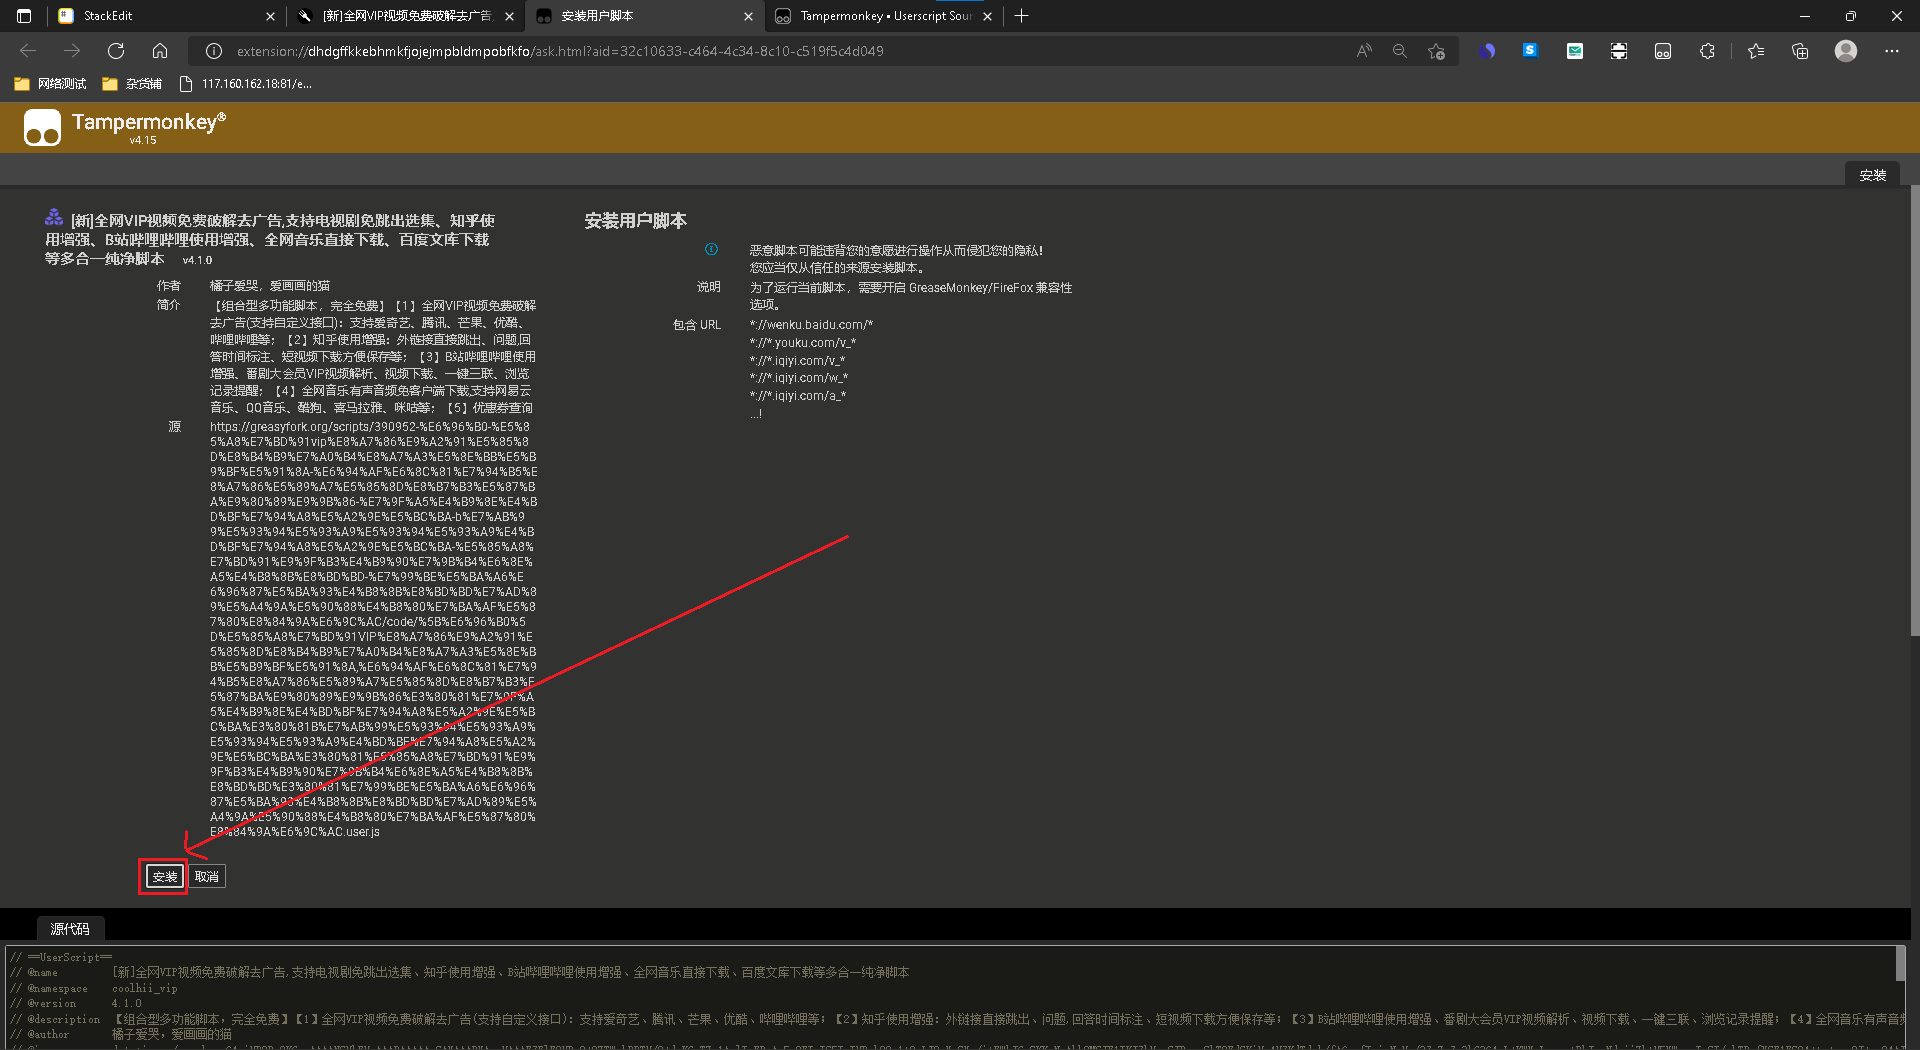 StackEdit
[新]全网VIP视频免费破解去广告,
安装用户脚本
Tampermonkey • Userscript Sour
extension://dhdgffkkebhmkfjojejmpbldmpobfkfo/ask.html?aid=32c10633-c464-4c34-8c10-c519f5c4d049
网络测试
杂货铺
117.160.162.18:81/e...
Tampermonkey®
v4.15
安装
[新]全网VIP视频免费破解去广告,支持电视剧免跳出选集、知乎使
用增强、B站哔哩哔哩使用增强、全网音乐直接下载、百度文库下载
等多合一纯净脚本 v4.1.0
作者 橘子爱哭，爱画画的猫
简介 【组合型多功能脚本，完全免费】【1】全网VIP视频免费破解
去广告(支持自定义接口)：支持爱奇艺、腾讯、芒果、优酷、
哔哩哔哩等；【2】知乎使用增强：外链接直接跳出、问题,回
答时间标注、短视频下载方便保存等；【3】B站哔哩哔哩使用
增强、番剧大会员VIP视频解析、视频下载、一键三联、浏览
记录提醒；【4】全网音乐有声音频免客户端下载,支持网易云
音乐、QQ音乐、酷狗、喜马拉雅、咪咕等；【5】优惠券查询
源 https://greasyfork.org/scripts/390952-%E6%96%B0-%E5%8
5%A8%E7%BD%91vip%E8%A7%86%E9%A2%91%E5%85%8
D%E8%B4%B9%E7%A0%B4%E8%A7%A3%E5%8E%BB%E5%B
9%BF%E5%91%8A-%E6%94%AF%E6%8C%81%E7%94%B5%E
8%A7%86%E5%89%A7%E5%85%8D%E8%B7%B3%E5%87%B
A%E9%80%89%E9%9B%86-%E7%9F%A5%E4%B9%8E%E4%B
D%BF%E7%94%A8%E5%A2%9E%E5%BC%BA-b%E7%AB%9
9%E5%93%94%E5%93%A9%E5%93%94%E5%93%A9%E4%B
D%BF%E7%94%A8%E5%A2%9E%E5%BC%BA-%E5%85%A8%
E7%BD%91%E9%9F%B3%E4%B9%90%E7%9B%B4%E6%8E%
A5%E4%B8%8B%E8%BD%BD-%E7%99%BE%E5%BA%A6%E
6%96%87%E5%BA%93%E4%B8%8B%E8%BD%BD%E7%AD%8
9%E5%A4%9A%E5%90%88%E4%B8%80%E7%BA%AF%E5%8
7%80%E8%84%9A%E6%9C%AC/code/%5B%E6%96%B0%5
D%E5%85%A8%E7%BD%91VIP%E8%A7%86%E9%A2%91%E
5%85%8D%E8%B4%B9%E7%A0%B4%E8%A7%A3%E5%8E%B
B%E5%B9%BF%E5%91%8A,%E6%94%AF%E6%8C%81%E7%9
4%B5%E8%A7%86%E5%89%A7%E5%85%8D%E8%B7%B3%E
5%87%BA%E9%80%89%E9%9B%86%E3%80%81%E7%9F%A
5%E4%B9%8E%E4%BD%BF%E7%94%A8%E5%A2%9E%E5%B
C%BA%E3%80%81B%E7%AB%99%E5%93%94%E5%93%A9%
E5%93%94%E5%93%A9%E4%BD%BF%E7%94%A8%E5%A2%
9E%E5%BC%BA%E3%80%81%E5%85%A8%E7%BD%91%E9%
9F%B3%E4%B9%90%E7%9B%B4%E6%8E%A5%E4%B8%8B%
E8%BD%BD%E3%80%81%E7%99%BE%E5%BA%A6%E6%96%
87%E5%BA%93%E4%B8%8B%E8%BD%BD%E7%AD%89%E5%
A4%9A%E5%90%88%E4%B8%80%E7%BA%AF%E5%87%80%
E8%84%9A%E6%9C%AC.user.js
安装 取消
安装用户脚本
恶意脚本可能违背您的意愿进行操作从而侵犯您的隐私!
您应当仅从信任的来源安装脚本。
说明 为了运行当前脚本，需要开启 GreaseMonkey/FireFox 兼容性
选项。
包含 URL *://wenku.baidu.com/*
*://*.youku.com/v_*
*://*.iqiyi.com/v_*
*://*.iqiyi.com/w_*
*://*.iqiyi.com/a_*
...!
源代码
// ==UserScript==
// @name [新]全网VIP视频免费破解去广告,支持电视剧免跳出选集、知乎使用增强、B站哔哩哔哩使用增强、全网音乐直接下载、百度文库下载等多合一纯净脚本
// @namespace coolhii_vip
// @version 4.1.0
// @description 【组合型多功能脚本，完全免费】【1】全网VIP视频免费破解去广告(支持自定义接口)：支持爱奇艺、腾讯、芒果、优酷、哔哩哔哩等；【2】知乎使用增强：外链接直接跳出、问题,回答时间标注、短视频下载方便保存等；【3】B站哔哩哔哩使用增强、番剧大会员VIP视频解析、视频下载、一键三联、浏览记录提醒；【4】全网音乐有声音频
// @author 橘子爱哭，爱画画的猫